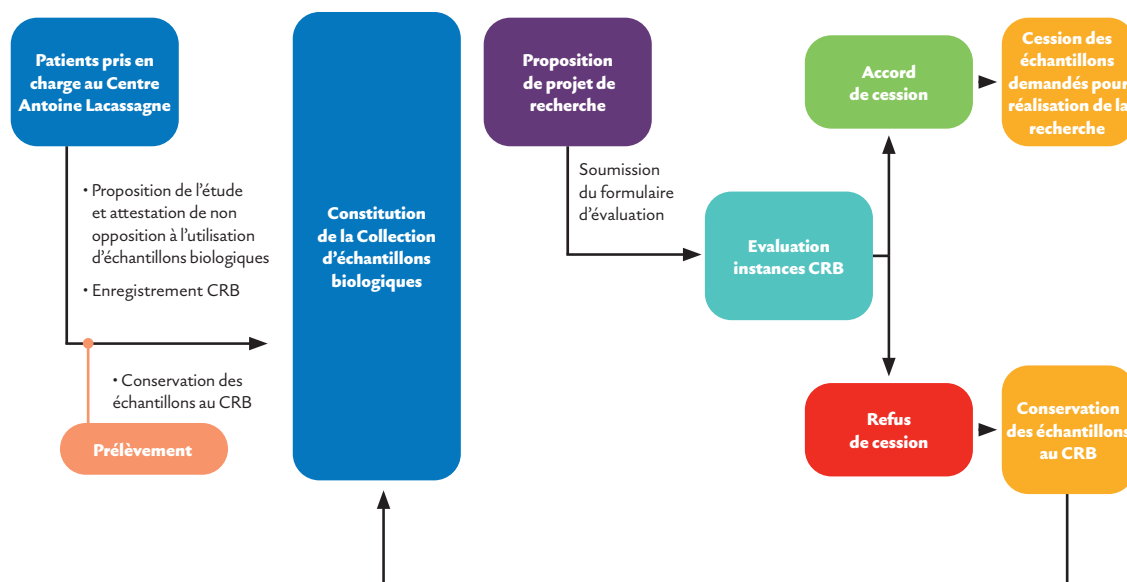 Patients pris en
charge au Centre
Antoine Lacassagne
• Proposition de l’étude
et attestation de non
opposition à l’utilisation
d’échantillons biologiques
• Enregistrement CRB
• Conservation des
échantillons au CRB
Prélèvement
Constitution
de la Collection
d’échantillons
biologiques
Proposition
de projet de
recherche
Soumission
du formulaire
d’évaluation
Evaluation
instances CRB
Accord
de cession
Cession des
échantillons
demandés pour
réalisation de la
recherche
Refus
de cession
Conservation
des échantillons
au CRB